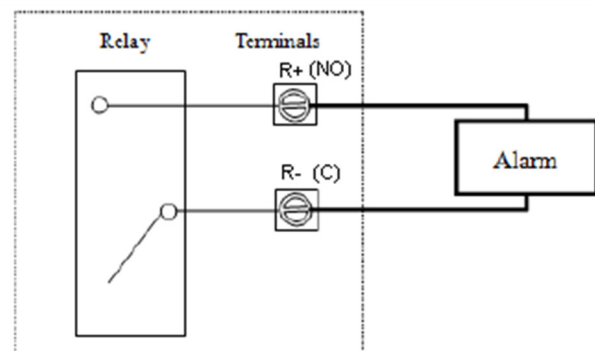 Relay
Terminals
R+ (NO)
Alarm
R- (C)